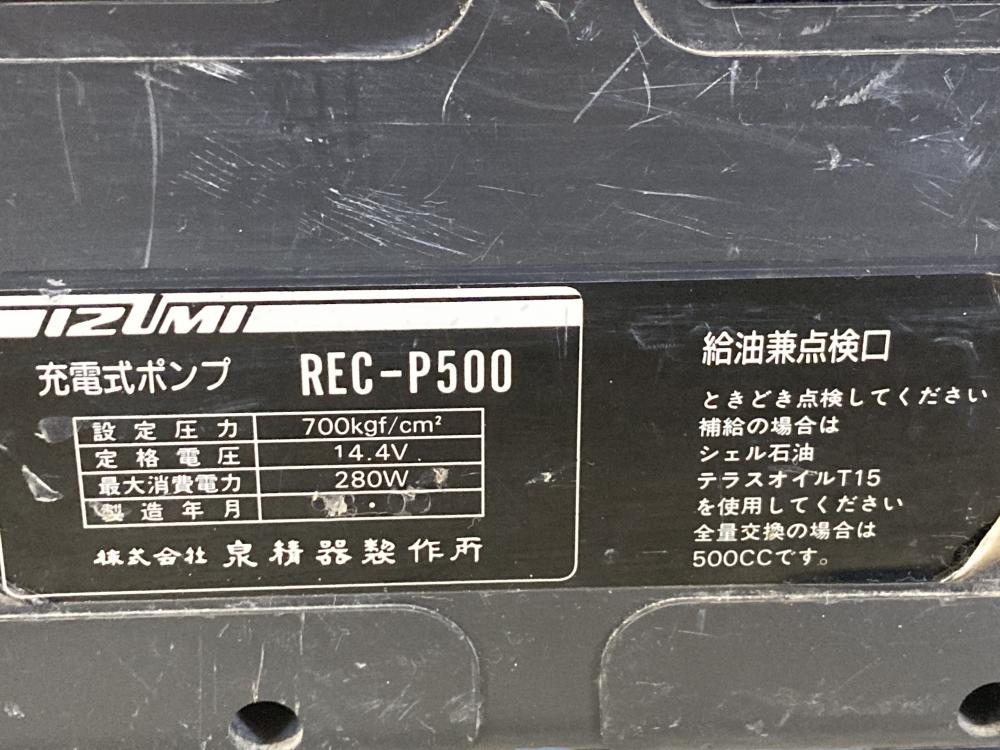 IZUMI
充電式ポンプ REC-P500
設定圧力 700kgf/cm²
定格電圧 14.4V
最大消費電力 280W
製造年月 ・
株式会社 泉精器製作所
給油兼点検口
ときどき点検してください
補給の場合は
シェル石油
テラスオイルT15
を使用してください
全量交換の場合は
500CCです。